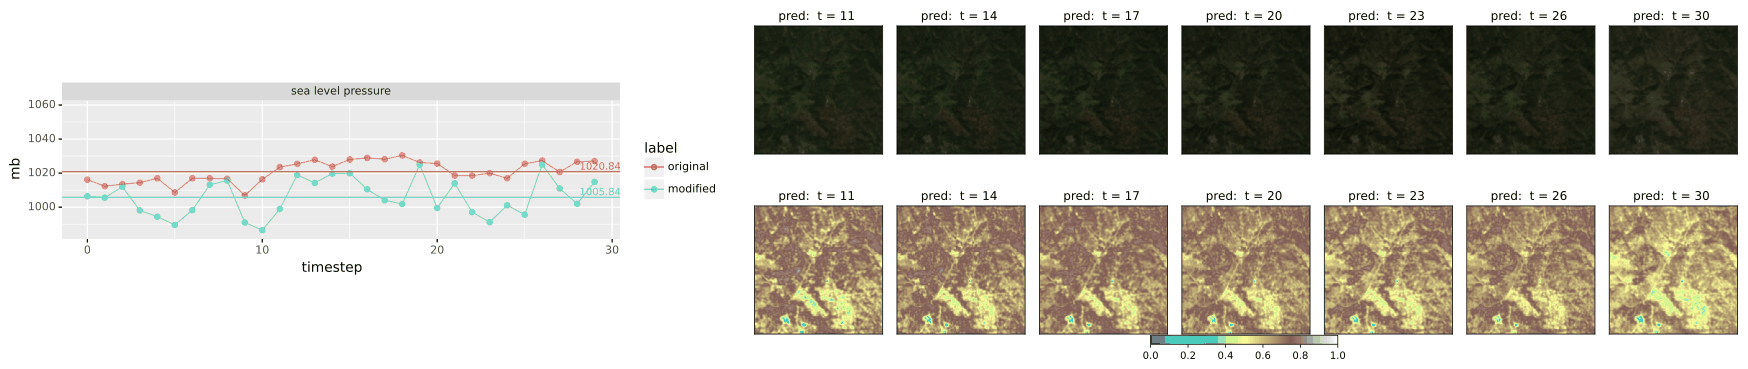 sea level pressure
1060
1040
1020
1000
mb
1020.84
1005.84
0
10
20
30
timestep
label
original
modified
pred: t = 11
pred: t = 14
pred: t = 17
pred: t = 20
pred: t = 23
pred: t = 26
pred: t = 30
pred: t = 11
pred: t = 14
pred: t = 17
pred: t = 20
pred: t = 23
pred: t = 26
pred: t = 30
0.0
0.2
0.4
0.6
0.8
1.0